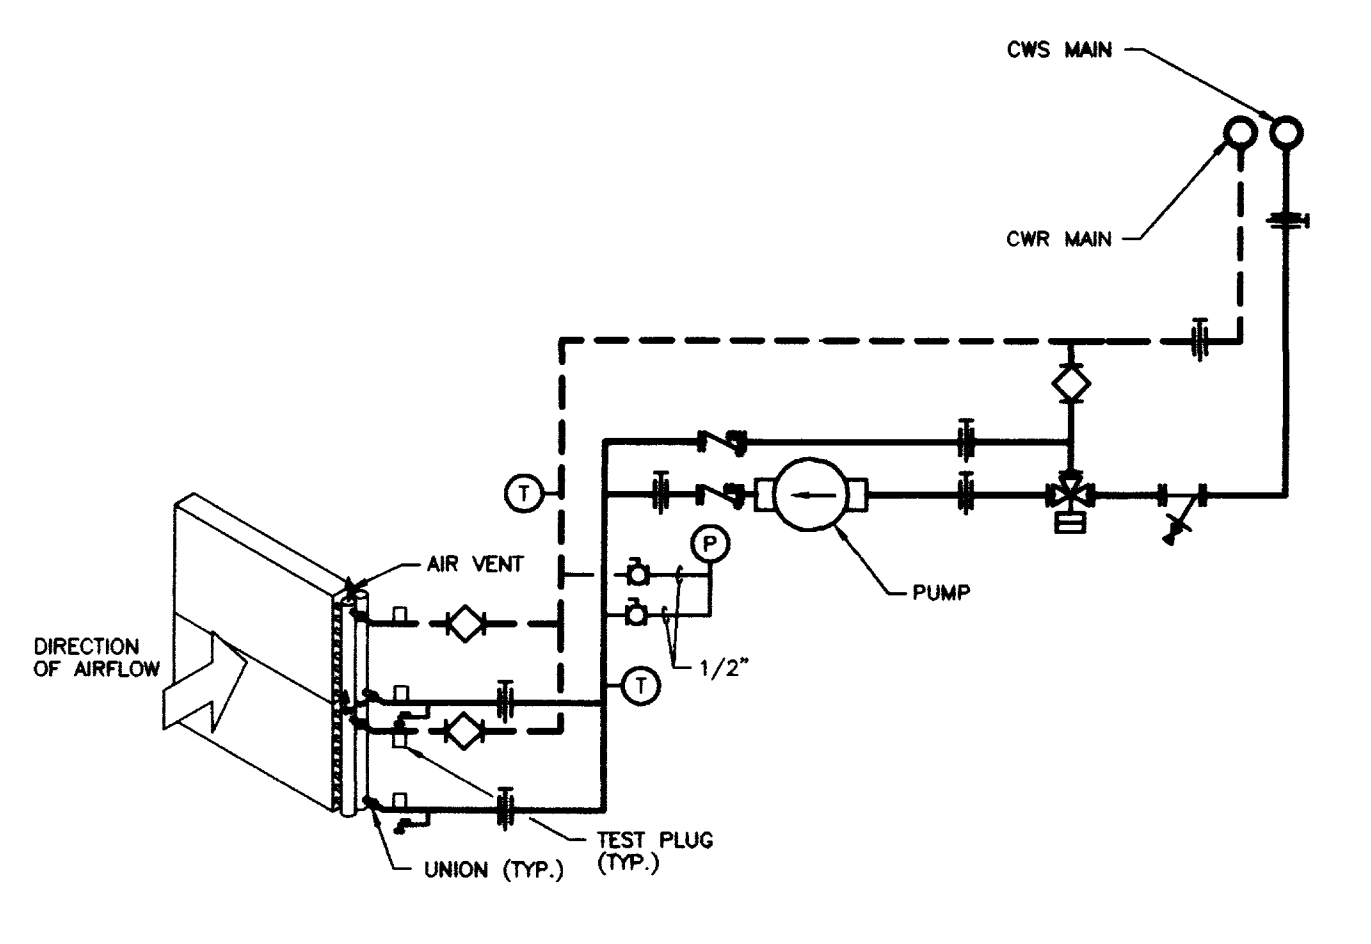 CWS MAIN
CWR MAIN
T
P
AIR VENT
PUMP
DIRECTION
OF AIRFLOW
1/2"
T
TEST PLUG
(TYP.)
UNION (TYP.)